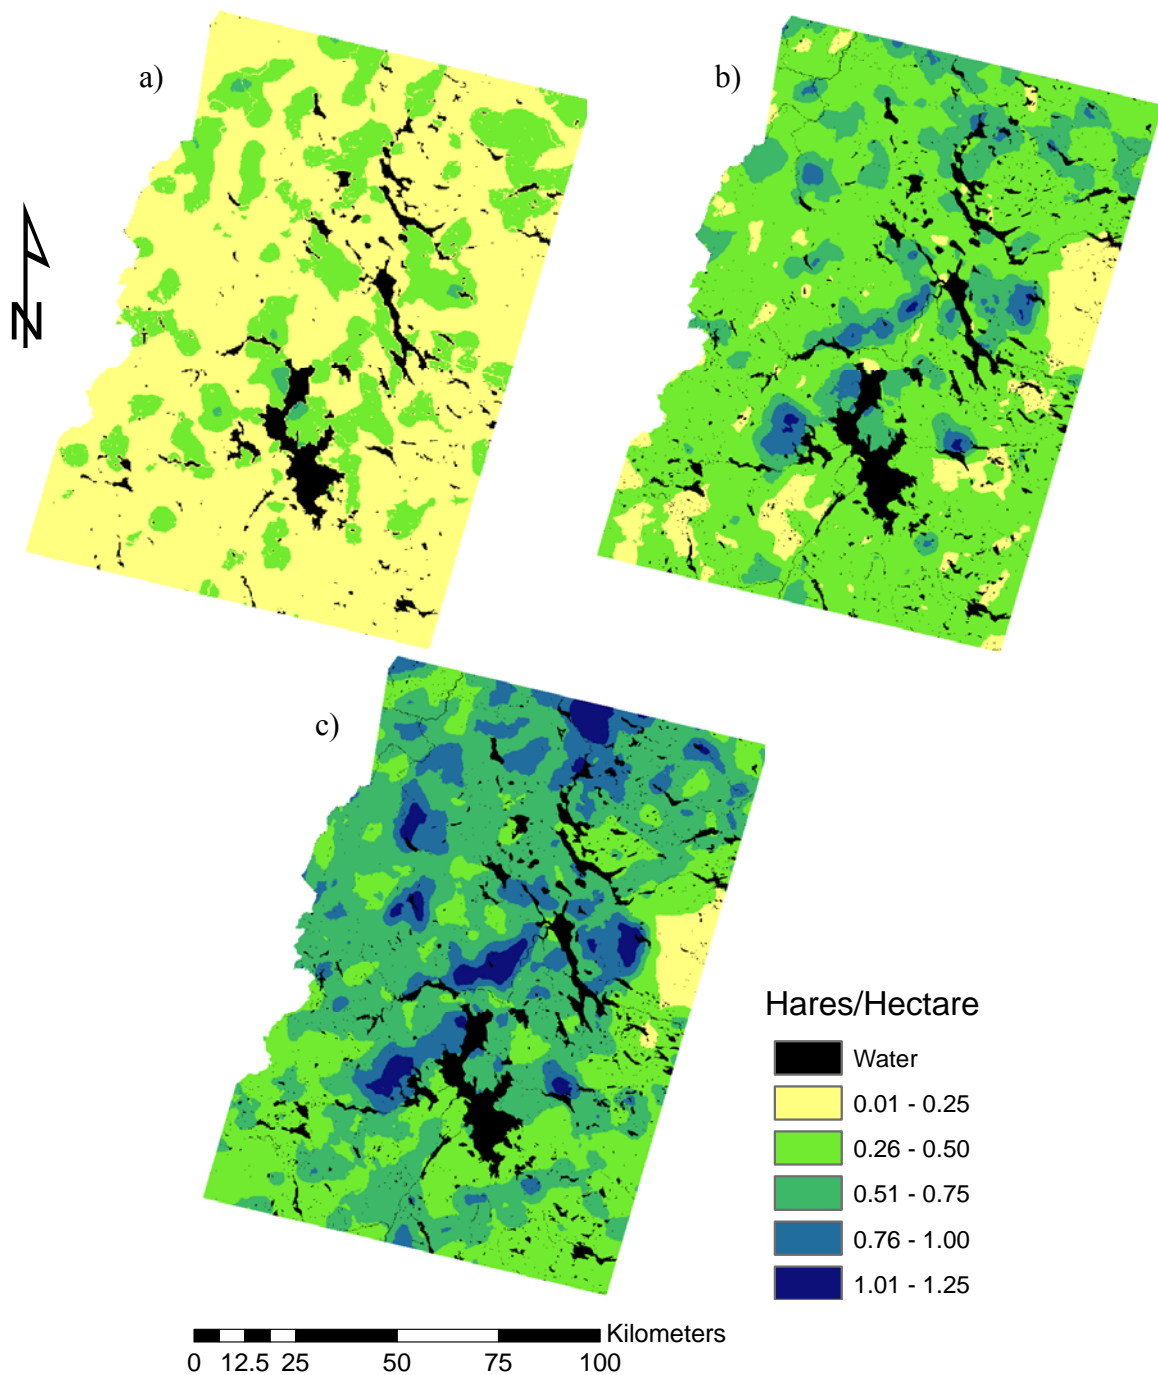 a)
b)
N
c)
Hares/Hectare
Water
0.01 - 0.25
0.26 - 0.50
0.51 - 0.75
0.76 - 1.00
1.01 - 1.25
Kilometers
0 12.5 25 50 75 100